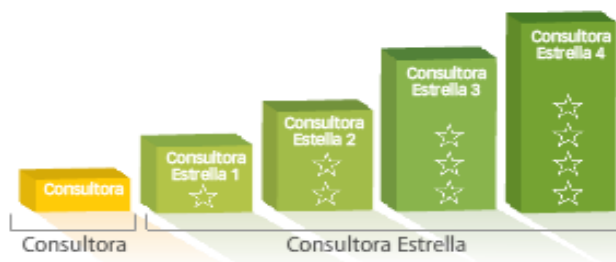 Consultora
Consultora
Estrella 1
Consultora
Estella 2
Consultora
Estrella 3
Consultora
Estrella 4
Consultora
Consultora Estrella